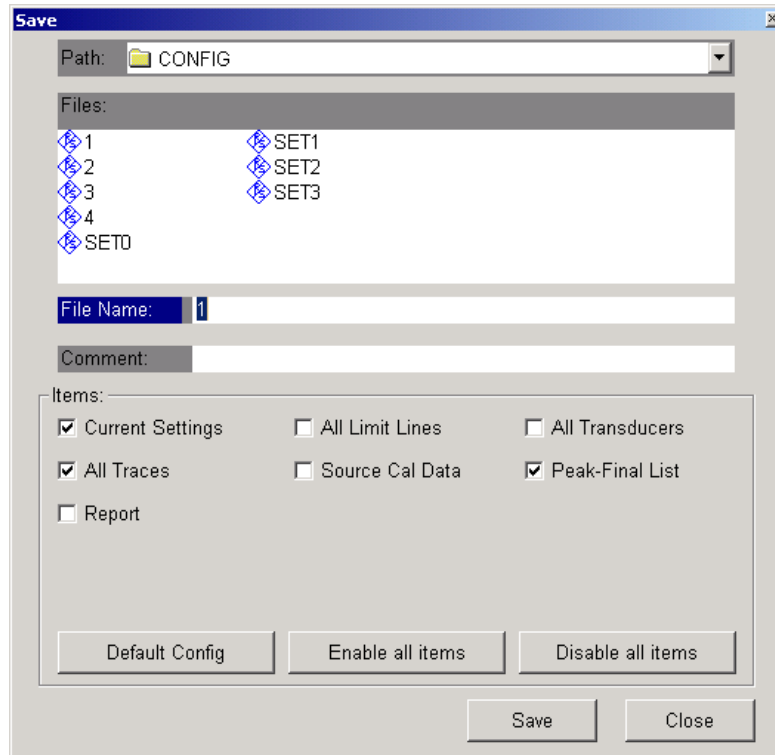 Save
Path: CONFIG
Files:
1 SET1
2 SET2
3 SET3
4
SET0
File Name: 1
Comment:
Items:
Current Settings All Limit Lines All Transducers
All Traces Source Cal Data Peak-Final List
Report
Default Config Enable all items Disable all items
Save Close